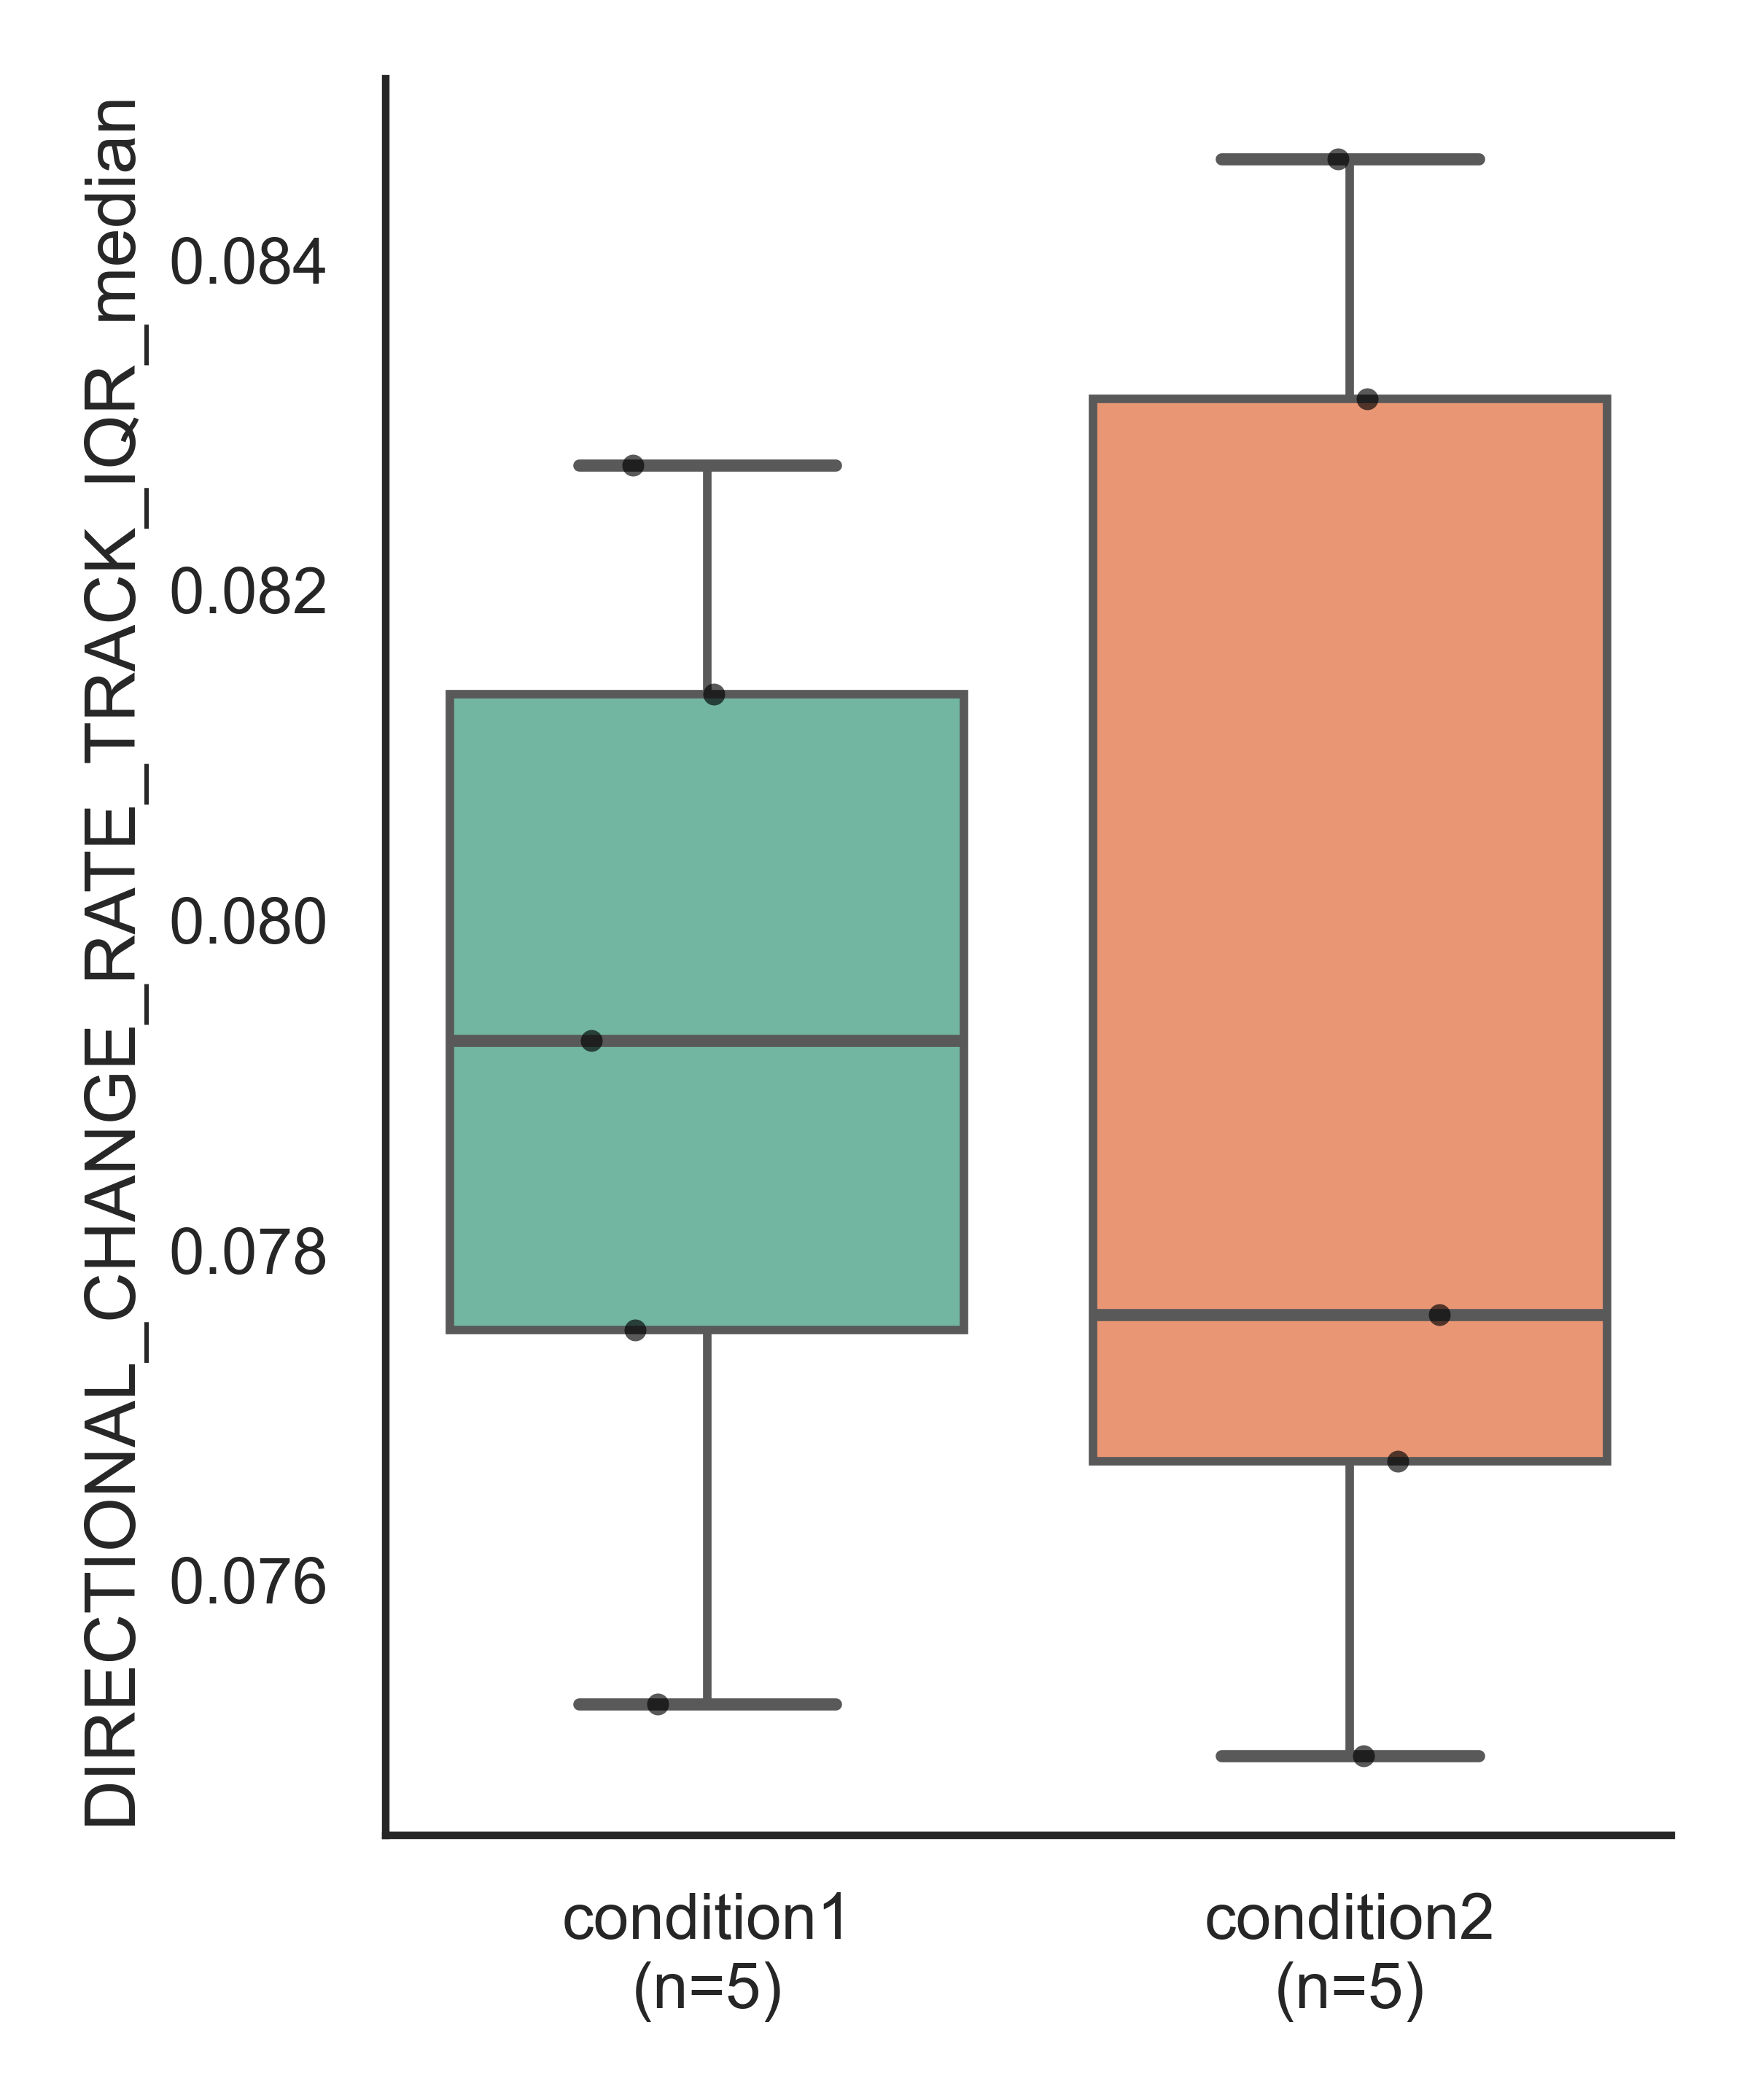 DIRECTIONAL_CHANGE_RATE_TRACK_IQR_median
0.084
0.082
0.080
0.078
0.076
condition1
(n=5)
condition2
(n=5)